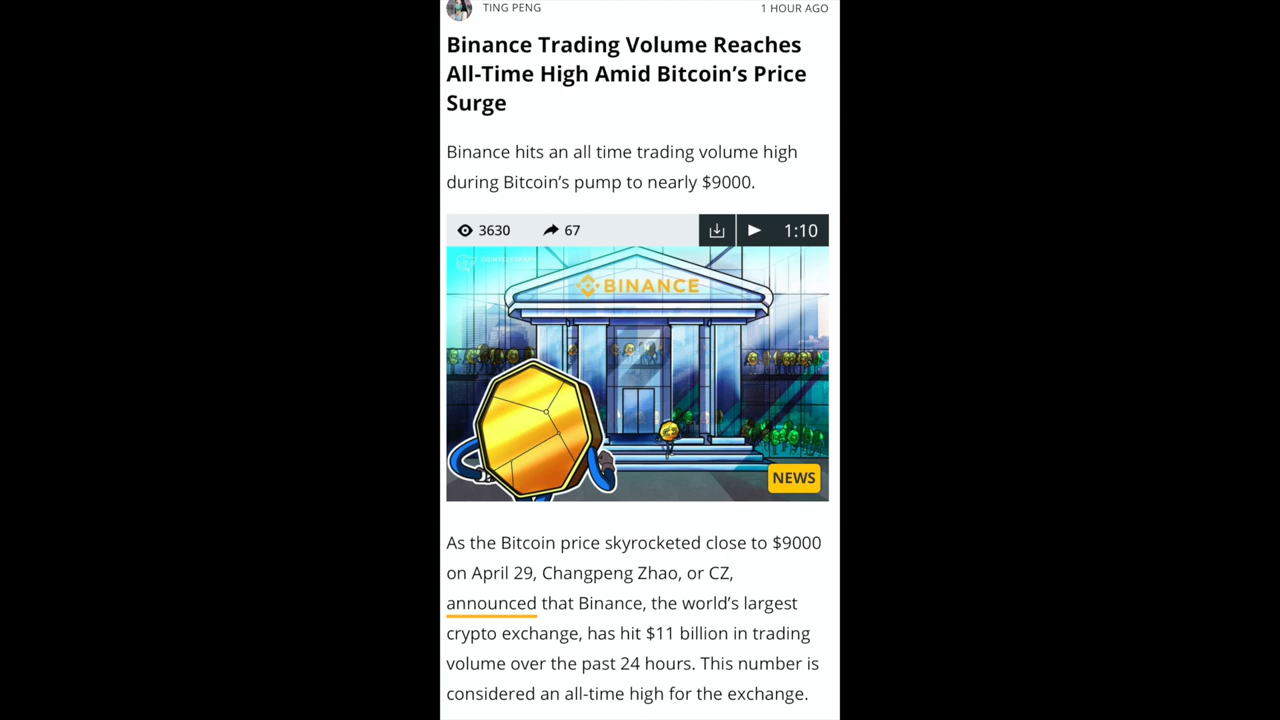 TING PENG
1 HOUR AGO
Binance Trading Volume Reaches
All-Time High Amid Bitcoin’s Price
Surge
Binance hits an all time trading volume high
during Bitcoin’s pump to nearly $9000.
3630
67
1:10
COINTELEGRAPH
BINANCE
NEWS
As the Bitcoin price skyrocketed close to $9000
on April 29, Changpeng Zhao, or CZ,
announced that Binance, the world’s largest
crypto exchange, has hit $11 billion in trading
volume over the past 24 hours. This number is
considered an all-time high for the exchange.